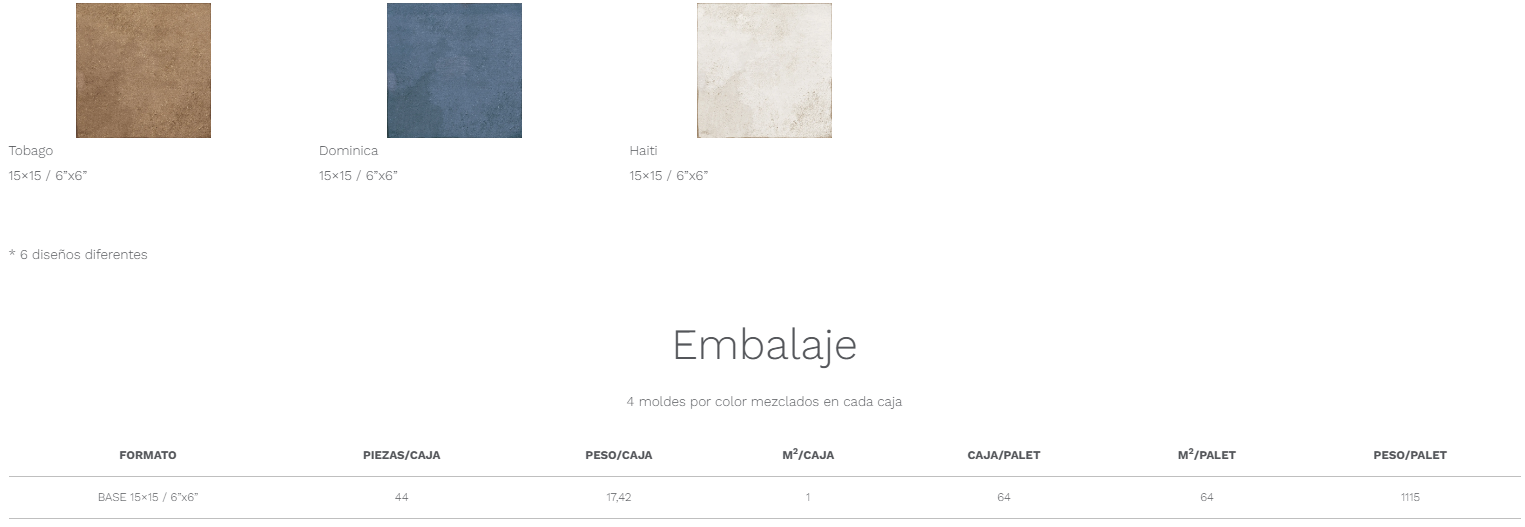 Tobago Dominica Haiti
15×15 / 6”x6” 15×15 / 6”x6” 15×15 / 6”x6”
* 6 diseños diferentes
Embalaje
4 moldes por color mezclados en cada caja
FORMATO PIEZAS/CAJA PESO/CAJA M²/CAJA CAJA/PALET M²/PALET PESO/PALET
BASE 15×15 / 6”x6” 44 17,42 1 64 64 1115